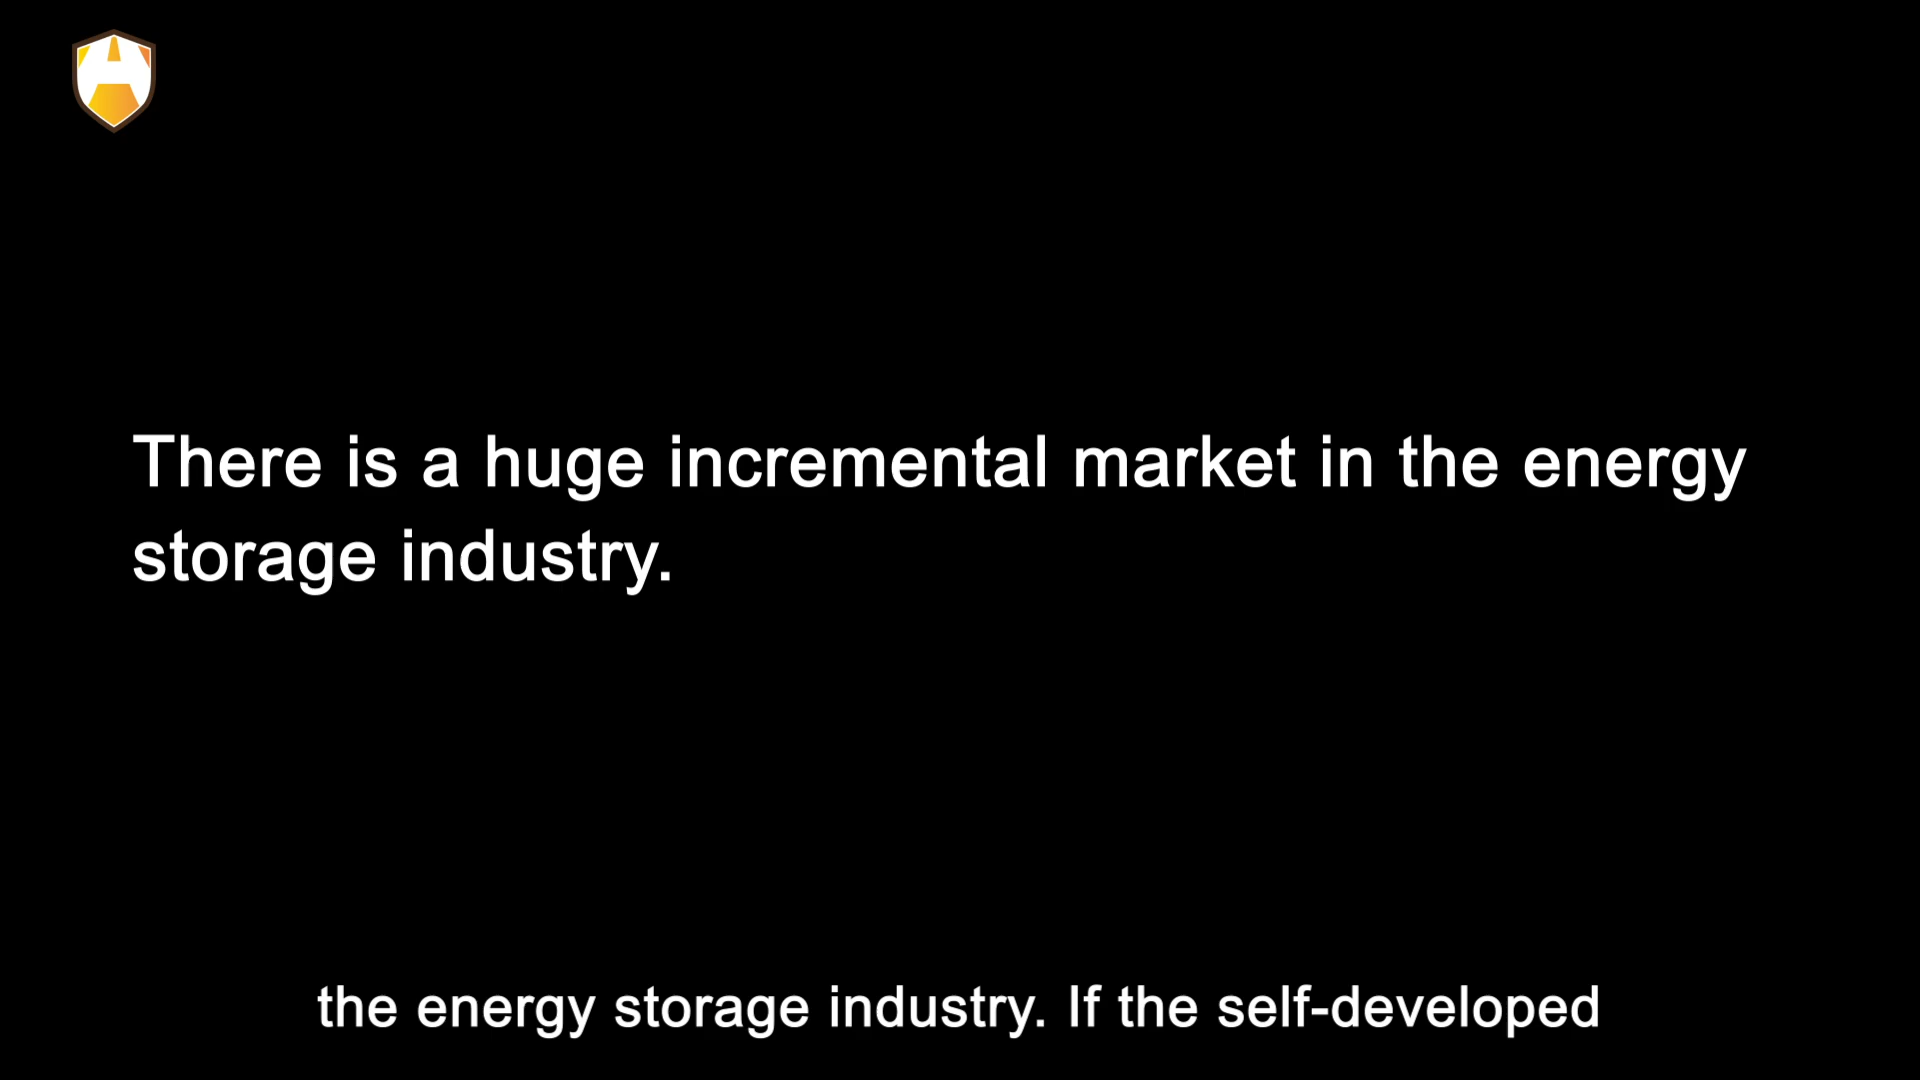 There is a huge incremental market in the energy
storage industry.
the energy storage industry. If the self-developed